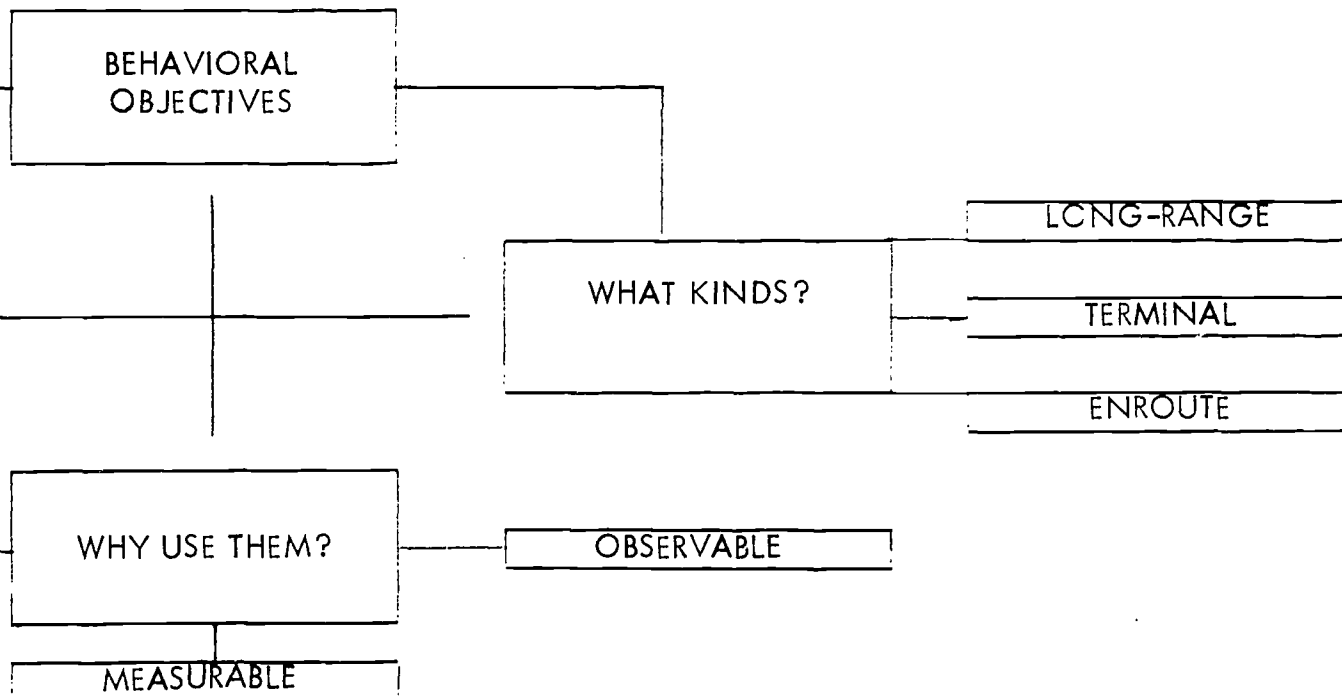 BEHAVIORAL
OBJECTIVES
WHAT KINDS?
LCNG-RANGE
TERMINAL
ENROUTE
WHY USE THEM?
OBSERVABLE
MEASURABLE